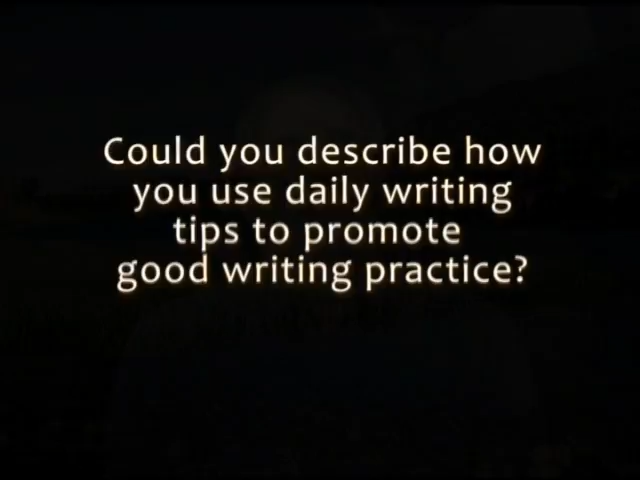 Could you describe how
you use daily writing
tips to promote
good writing practice?